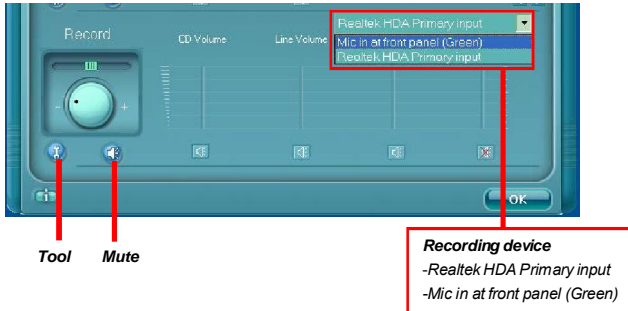 Realtek HDA Primary input
Record
CD Volume
Line Volume
Mic in at front panel (Green)
Realtek HDA Primary input
- +
i
OK
Tool
Mute
Recording device
-Realtek HDA Primary input
-Mic in at front panel (Green)